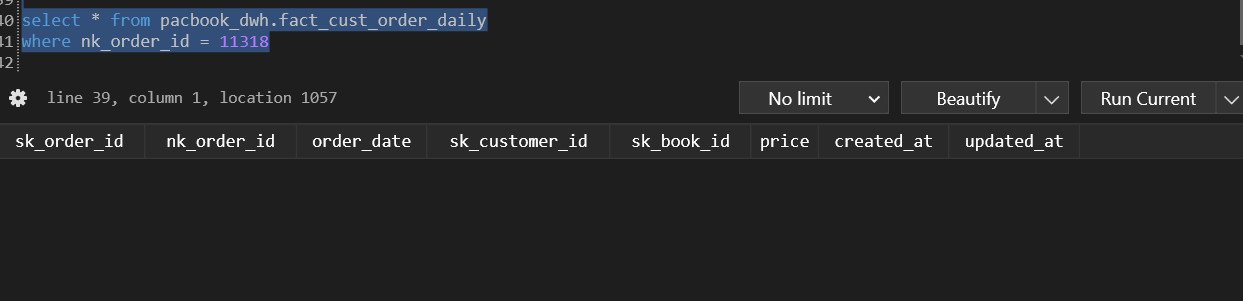 40 select * from pacbook_dwh.fact_cust_order_daily
41 where nk_order_id = 11318
42
line 39, column 1, location 1057 No limit Beautify Run Current
sk_order_id nk_order_id order_date sk_customer_id sk_book_id price created_at updated_at